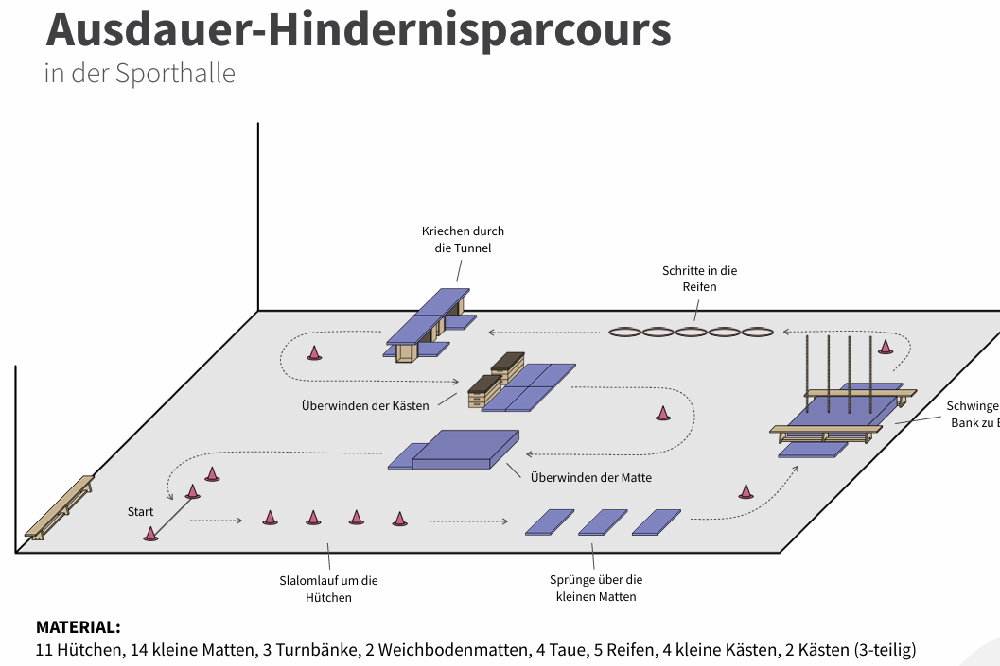 Ausdauer-Hindernisparcours
in der Sporthalle
Kriechen durch
die Tunnel
Schritte in die
Reifen
Überwinden der Kästen
Schwinge
Bank zu
Überwinden der Matte
Start
Slalomlauf um die
Hütchen
Sprünge über die
kleinen Matten
MATERIAL:
11 Hütchen, 14 kleine Matten, 3 Turnbänke, 2 Weichbodenmatten, 4 Taue, 5 Reifen, 4 kleine Kästen, 2 Kästen (3-teilig)